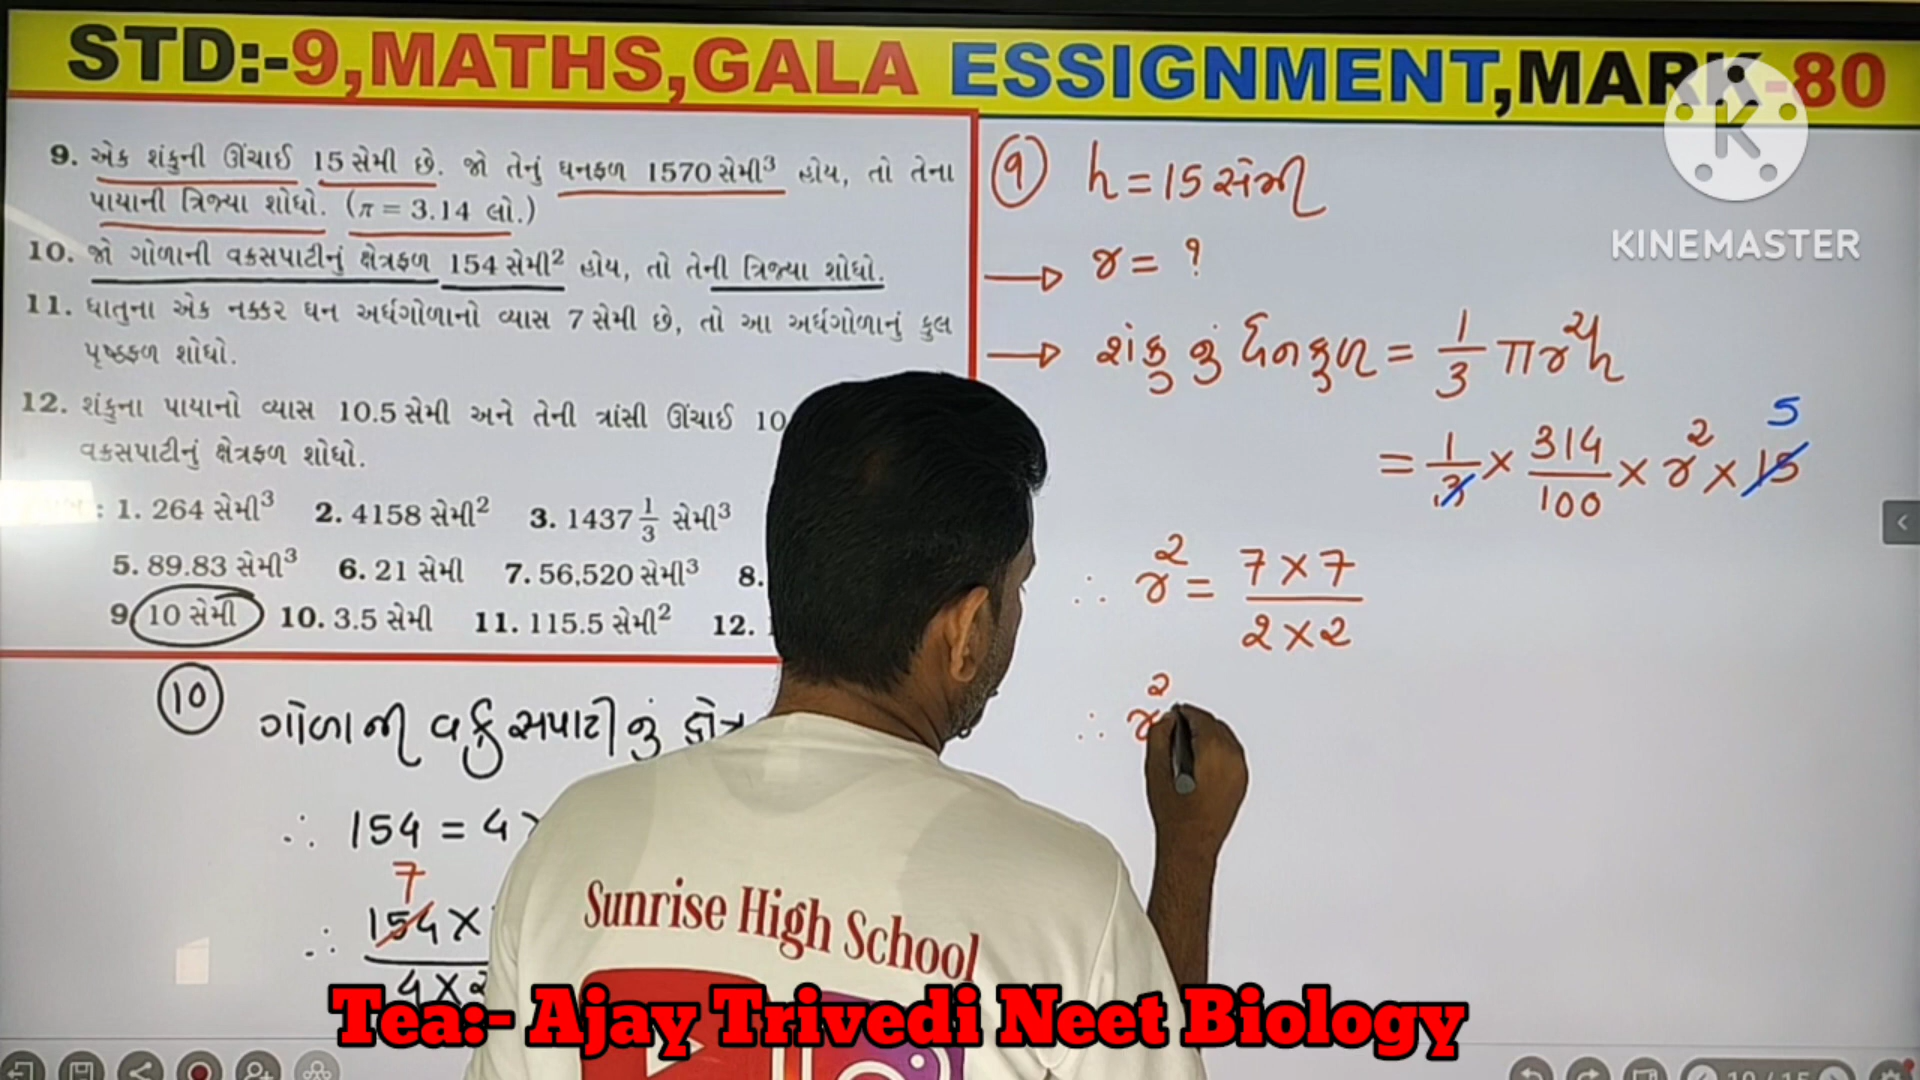 STD:-9,MATHS,GALA ESSIGNMENT,MARK-80
KINEMASTER
9. એક શંકુની ઊંચાઈ 15 સેમી છે. જો તેનું ઘનફળ 1570 સેમી³ હોય, તો તેના
પાયાની ત્રિજ્યા શોધો. (π = 3.14 લો.)
10. જો ગોળાની વક્રસપાટીનું ક્ષેત્રફળ 154 સેમી² હોય, તો તેની ત્રિજ્યા શોધો.
11. ધાતુના એક નક્કર ઘન અર્ધગોળાનો વ્યાસ 7 સેમી છે, તો આ અર્ધગોળાનું કુલ
પૃષ્ઠફળ શોધો.
12. શંકુના પાયાનો વ્યાસ 10.5 સેમી અને તેની ત્રાંસી ઊંચાઈ 10
વક્રસપાટીનું ક્ષેત્રફળ શોધો.
: 1. 264 સેમી³ 2. 4158 સેમી² 3. 1437 1/3 સેમી³
5. 89.83 સેમી³ 6. 21 સેમી 7. 56,520 સેમી³ 8.
9. 10 સેમી 10. 3.5 સેમી 11. 115.5 સેમી² 12.
⑨ h = 15 સેમી
→ r = ?
→ શંકુનું ઘનફળ = 1/3 πr²h
= 1/3 × 314/100 × r² × 15 5
∴ r² = 7 × 7 / 2 × 2
∴ r²
⑩ ગોળાની વક્રસપાટીનું ક્ષેત્ર
∴ 154 = 4 ×
7
∴ 154 ×
4 × 2
Sunrise High School
Tea:- Ajay Trivedi Neet Biology